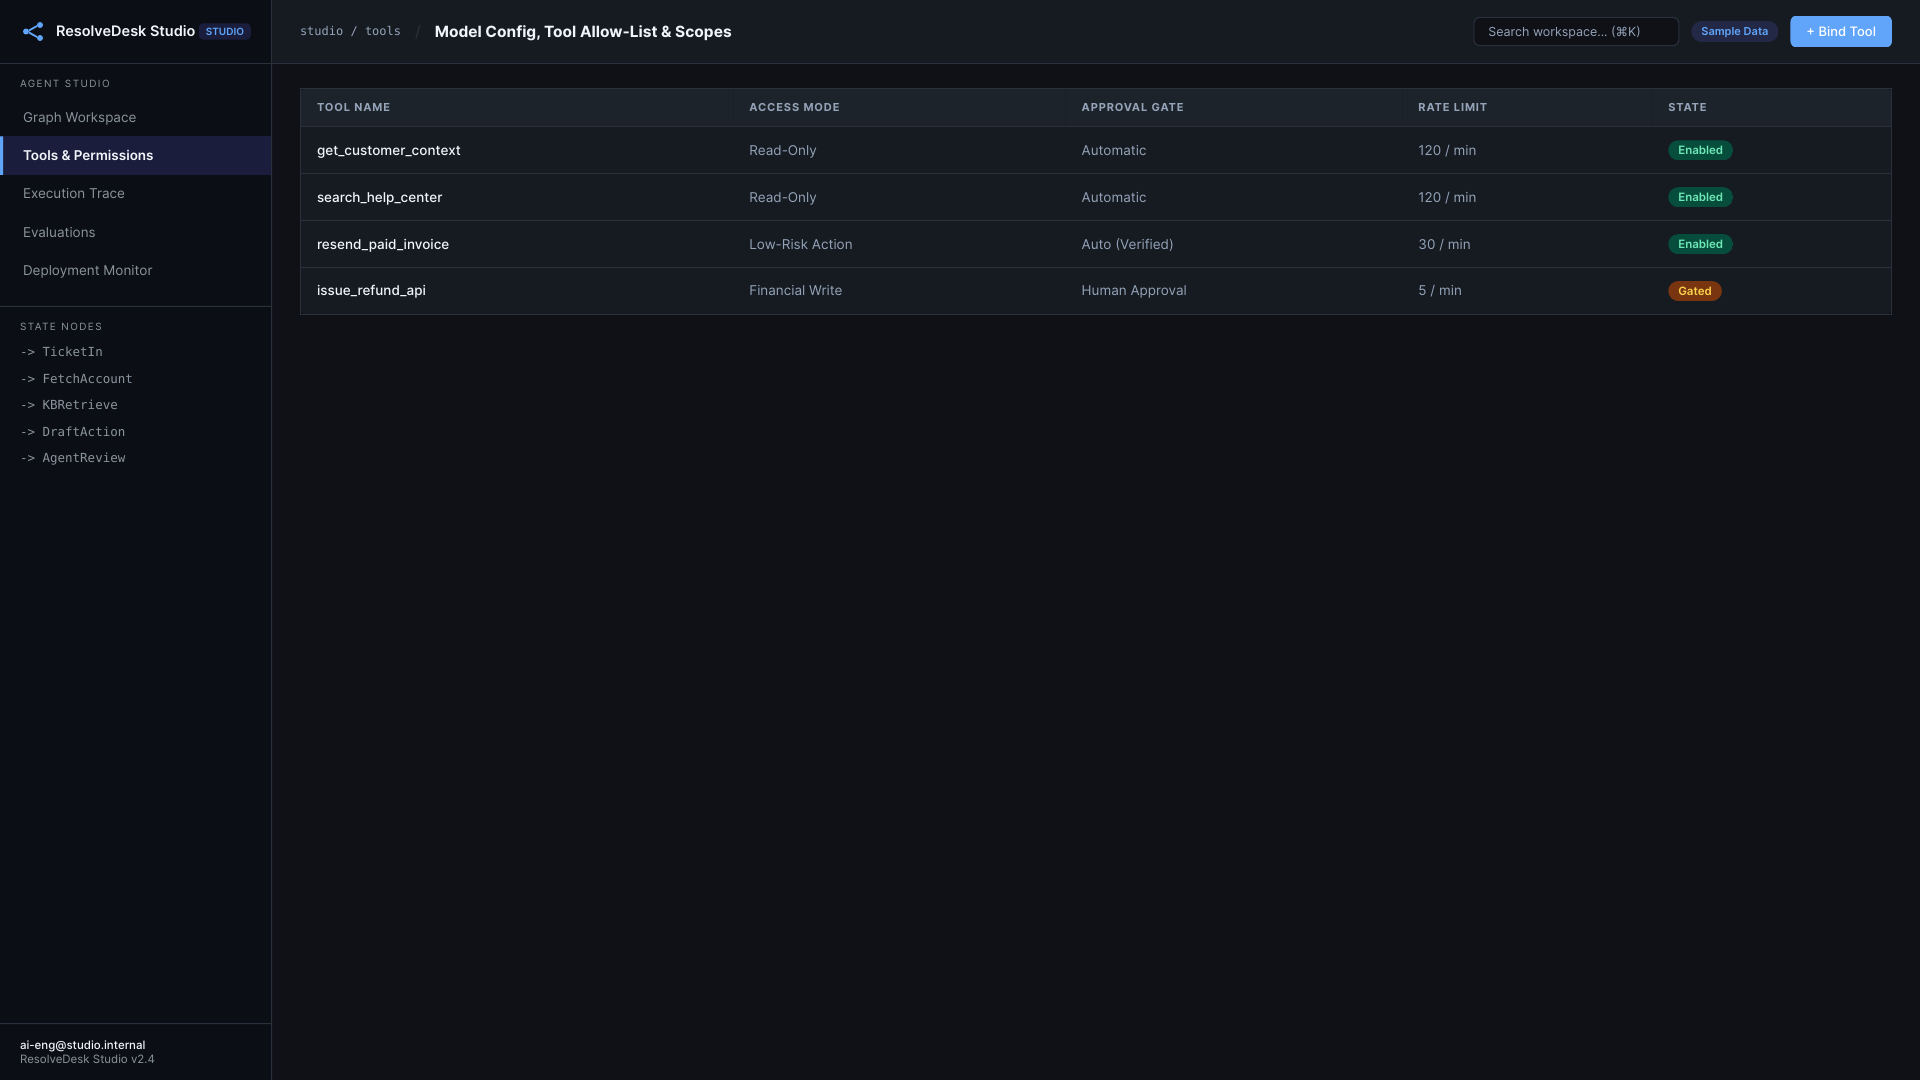 ResolveDesk Studio STUDIO
AGENT STUDIO
Graph Workspace
Tools & Permissions
Execution Trace
Evaluations
Deployment Monitor
STATE NODES
-> TicketIn
-> FetchAccount
-> KBRetrieve
-> DraftAction
-> AgentReview
ai-eng@studio.internal
ResolveDesk Studio v2.4
studio / tools / Model Config, Tool Allow-List & Scopes
Search workspace... (⌘K)
Sample Data
+ Bind Tool
TOOL NAME ACCESS MODE APPROVAL GATE RATE LIMIT STATE
get_customer_context Read-Only Automatic 120 / min Enabled
search_help_center Read-Only Automatic 120 / min Enabled
resend_paid_invoice Low-Risk Action Auto (Verified) 30 / min Enabled
issue_refund_api Financial Write Human Approval 5 / min Gated